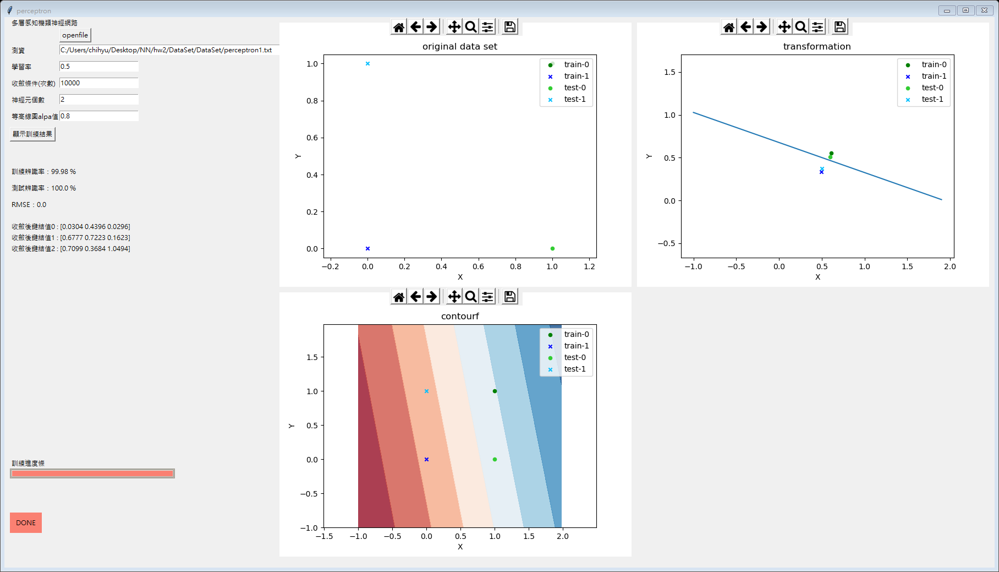 perceptron
多層感知機類神經網路
openfile
測資 C:/Users/chihyu/Desktop/NN/hw2/DataSet/DataSet/perceptron1.txt
學習率 0.5
收斂條件(次數) 10000
神經元個數 2
等高線圖alpa值 0.8
顯示訓練結果
訓練辨識率 : 99.98 %
測試辨識率 : 100.0 %
RMSE : 0.0
收斂後鍵結值0 : [0.0304 0.4396 0.0296]
收斂後鍵結值1 : [0.6777 0.7223 0.1623]
收斂後鍵結值2 : [0.7099 0.3684 1.0494]
訓練進度條
DONE
original data set
train-0
train-1
test-0
test-1
Y
1.0
0.8
0.6
0.4
0.2
0.0
−0.2 0.0 0.2 0.4 0.6 0.8 1.0 1.2
X
transformation
train-0
train-1
test-0
test-1
Y
1.5
1.0
0.5
0.0
−0.5
−1.0 −0.5 0.0 0.5 1.0 1.5 2.0
X
contourf
train-0
train-1
test-0
test-1
Y
1.5
1.0
0.5
0.0
−0.5
−1.0
−1.5 −1.0 −0.5 0.0 0.5 1.0 1.5 2.0
X